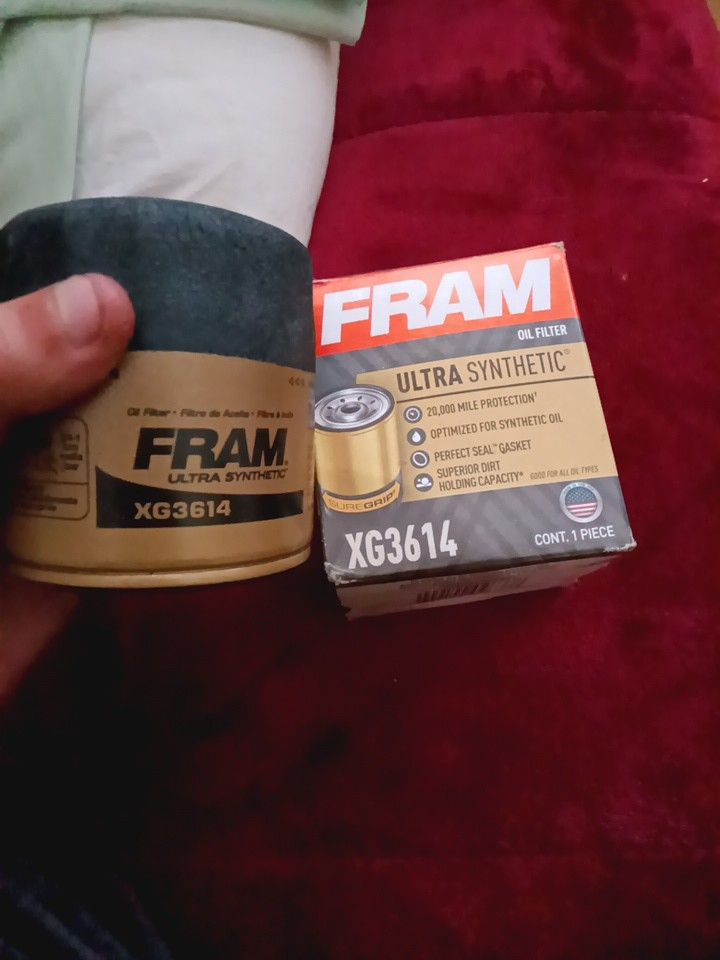 Oil Filter • Filtro de Aceite • Filtre à huile
FRAM
ULTRA SYNTHETIC
XG3614
FRAM
OIL FILTER
ULTRA SYNTHETIC®
20,000 MILE PROTECTION†
OPTIMIZED FOR SYNTHETIC OIL
PERFECT SEAL™ GASKET
SUPERIOR DIRT
HOLDING CAPACITY*
GOOD FOR ALL OIL TYPES
SUREGRIP®
XG3614
CONT. 1 PIECE